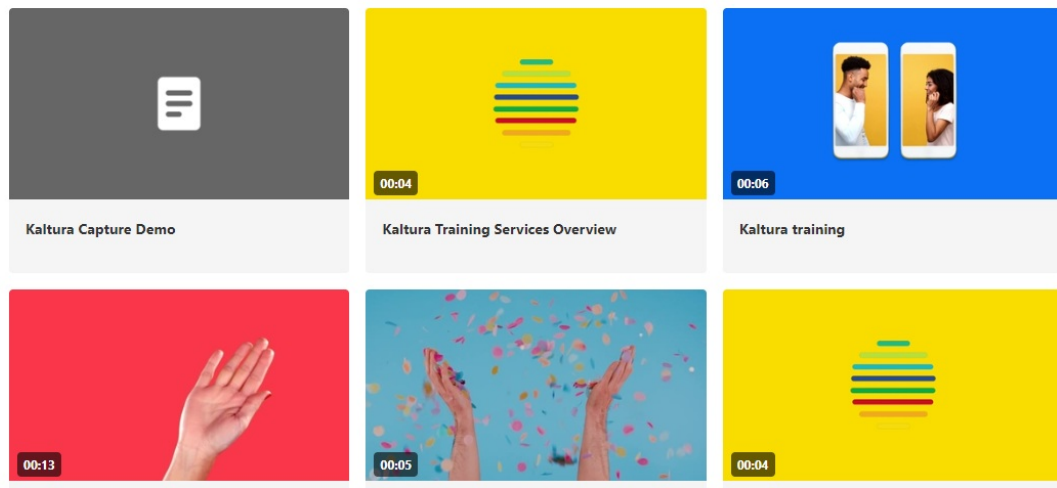 00:04
00:06
Kaltura Capture Demo
Kaltura Training Services Overview
Kaltura training
00:13
00:05
00:04